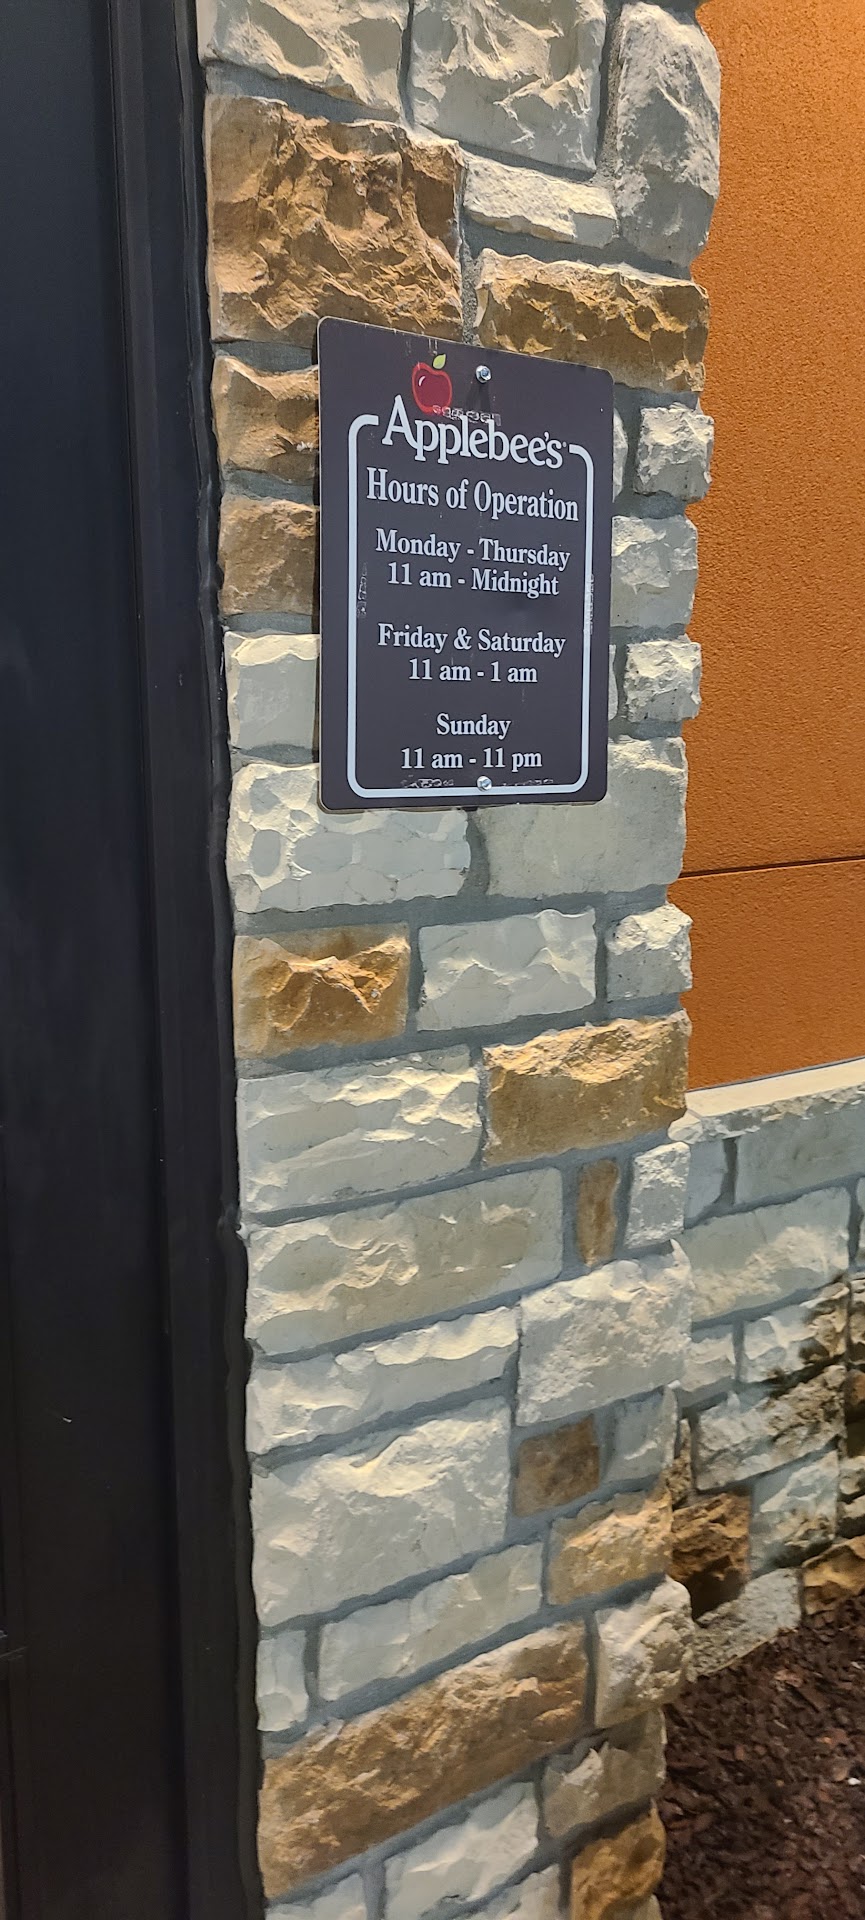 Applebee's
Hours of Operation
Monday - Thursday
11 am - Midnight
Friday & Saturday
11 am - 1 am
Sunday
11 am - 11 pm